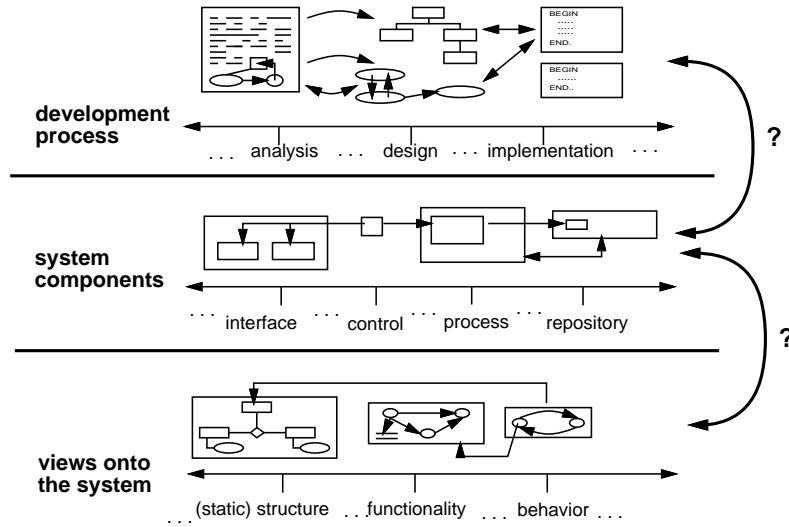 BEGIN
.....
.....
END.
BEGIN
......
END..
development
process
. . . analysis . . . design . . . implementation . . .
?
system
components
. . . interface . . . control . . . process . . . repository
?
views onto
the system
. . . (static) structure . . . functionality . . . behavior . . .